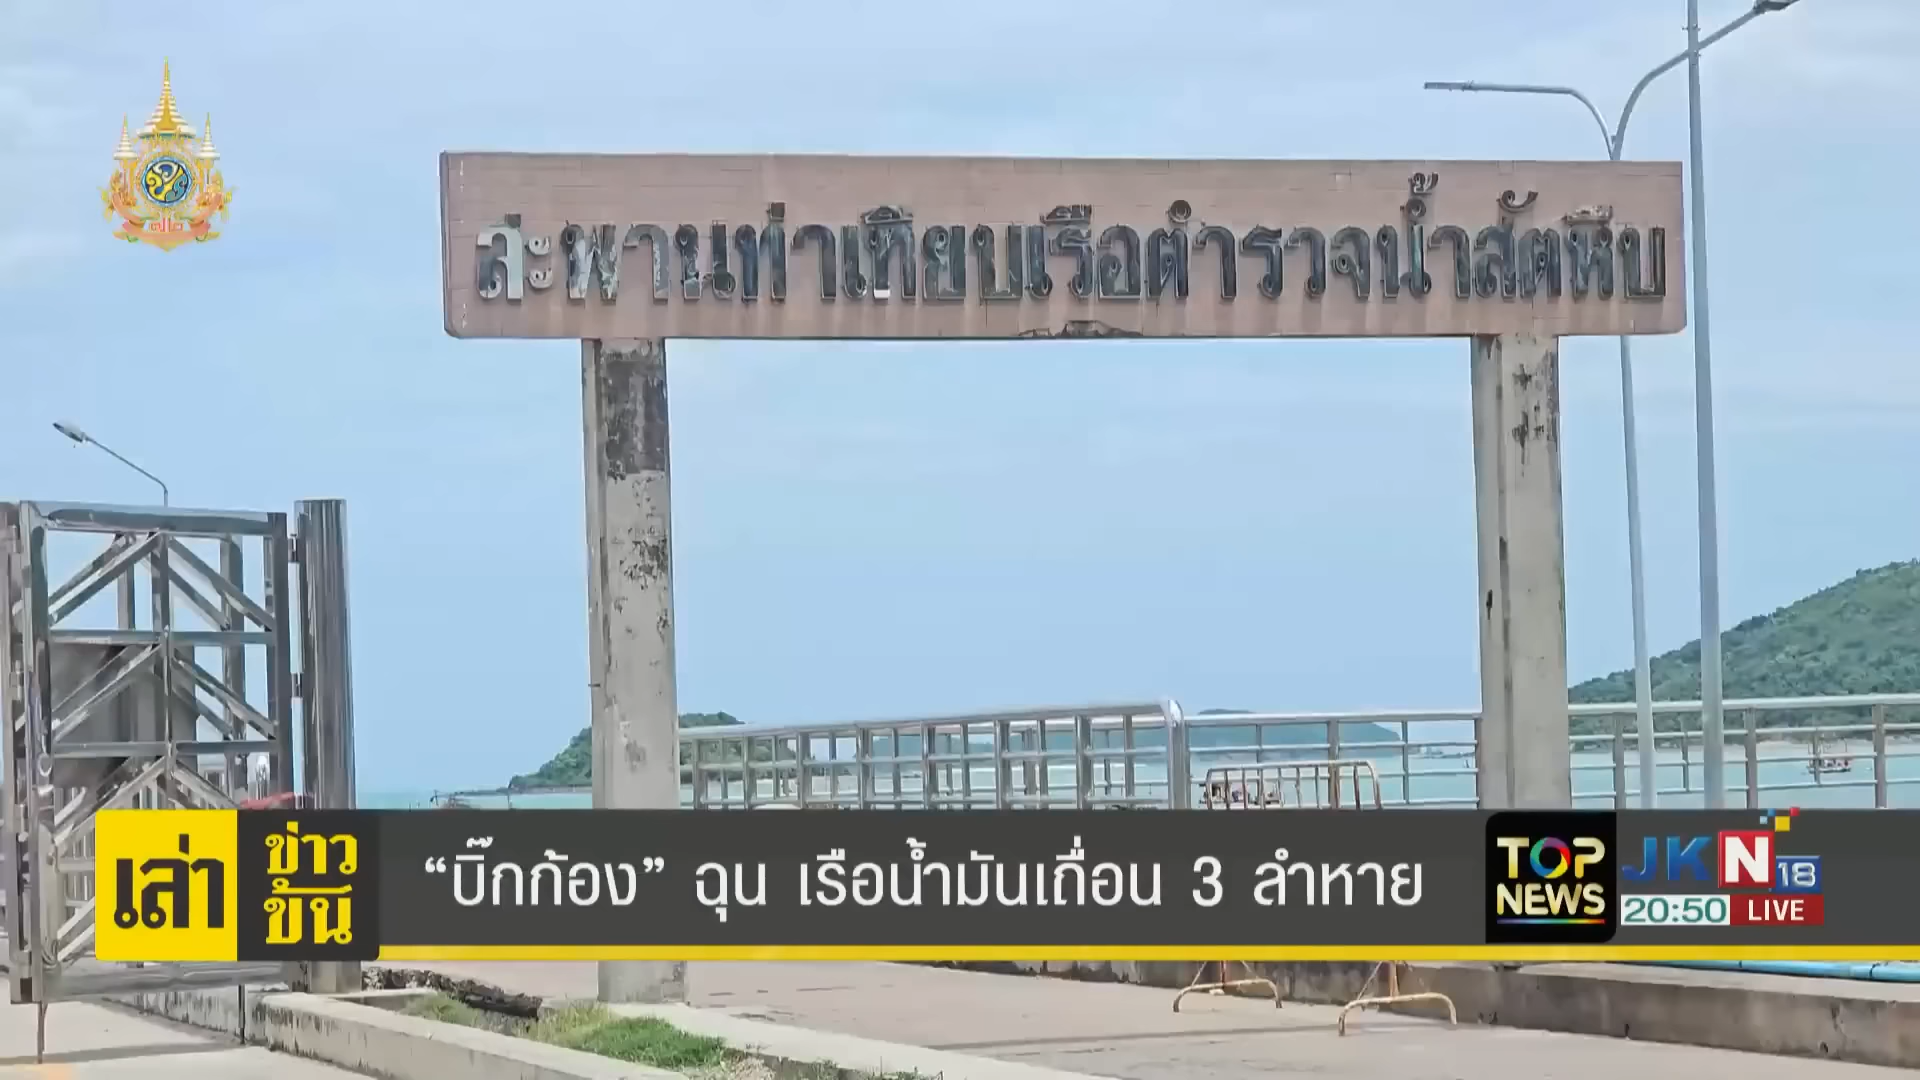 สะพานท่าเทียบเรือตำรวจน้ำสัตหีบ
๗๒
เล่า
ข่าว
ข้น
“บิ๊กก้อง” ฉุน เรือน้ำมันเถื่อน 3 ลำหาย
TOP
NEWS
JKN
18
20:50 LIVE